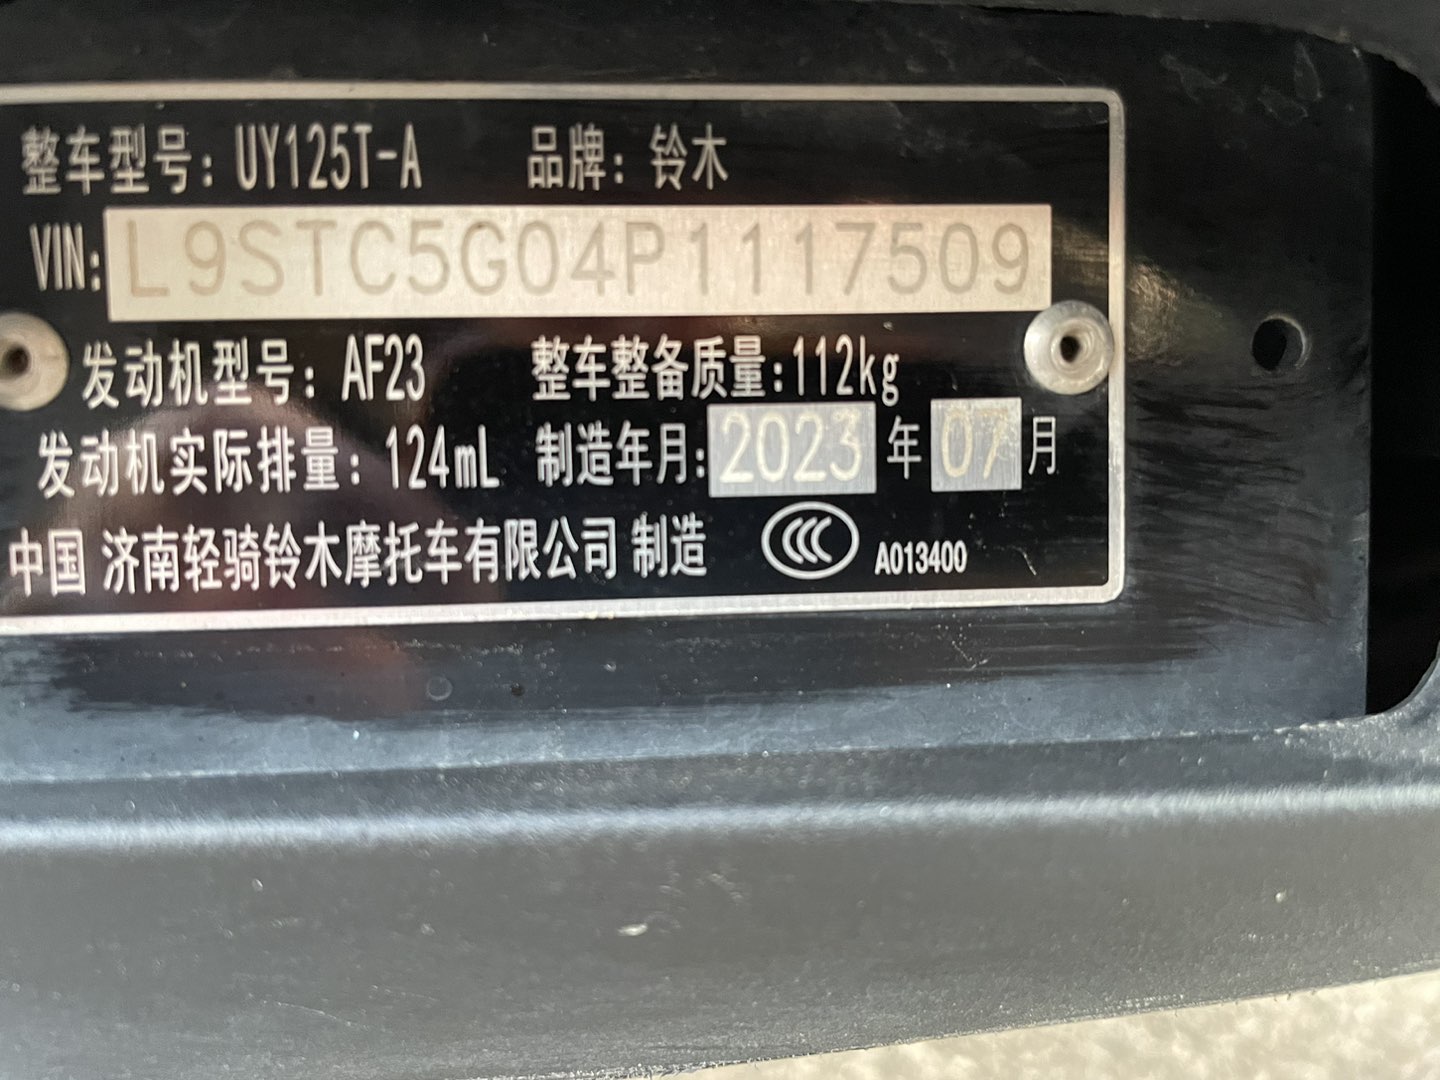 整车型号：UY125T-A 品牌：铃木
VIN: L9STC5G04P1117509
发动机型号：AF23 整车整备质量：112kg
发动机实际排量：124mL 制造年月：2023年07月
中国 济南轻骑铃木摩托车有限公司 制造 CCC A013400